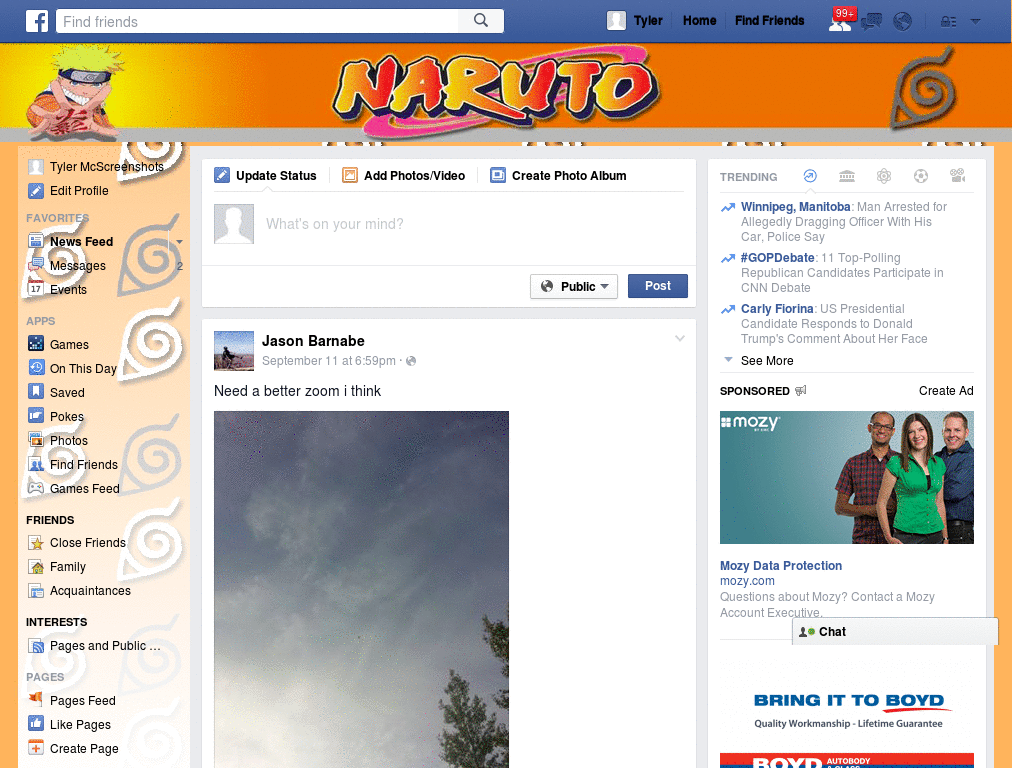 Find friends
Tyler
Home
Find Friends
99+
NARUTO
Tyler McScreenshots
Edit Profile
FAVORITES
News Feed
Messages
2
17
Events
APPS
Games
On This Day
Saved
Pokes
Photos
Find Friends
Games Feed
FRIENDS
Close Friends
Family
Acquaintances
INTERESTS
Pages and Public ...
PAGES
Pages Feed
Like Pages
Create Page
Update Status
Add Photos/Video
Create Photo Album
What's on your mind?
Public
Post
Jason Barnabe
September 11 at 6:59pm ·
Need a better zoom i think
TRENDING
Winnipeg, Manitoba: Man Arrested for
Allegedly Dragging Officer With His
Car, Police Say
#GOPDebate: 11 Top-Polling
Republican Candidates Participate in
CNN Debate
Carly Fiorina: US Presidential
Candidate Responds to Donald
Trump's Comment About Her Face
See More
SPONSORED
Create Ad
mozy
BY EMC
Mozy Data Protection
mozy.com
Questions about Mozy? Contact a Mozy
Account Executive.
Chat
BRING IT TO BOYD
Quality Workmanship - Lifetime Guarantee
BOYD
AUTOBODY
& GLASS